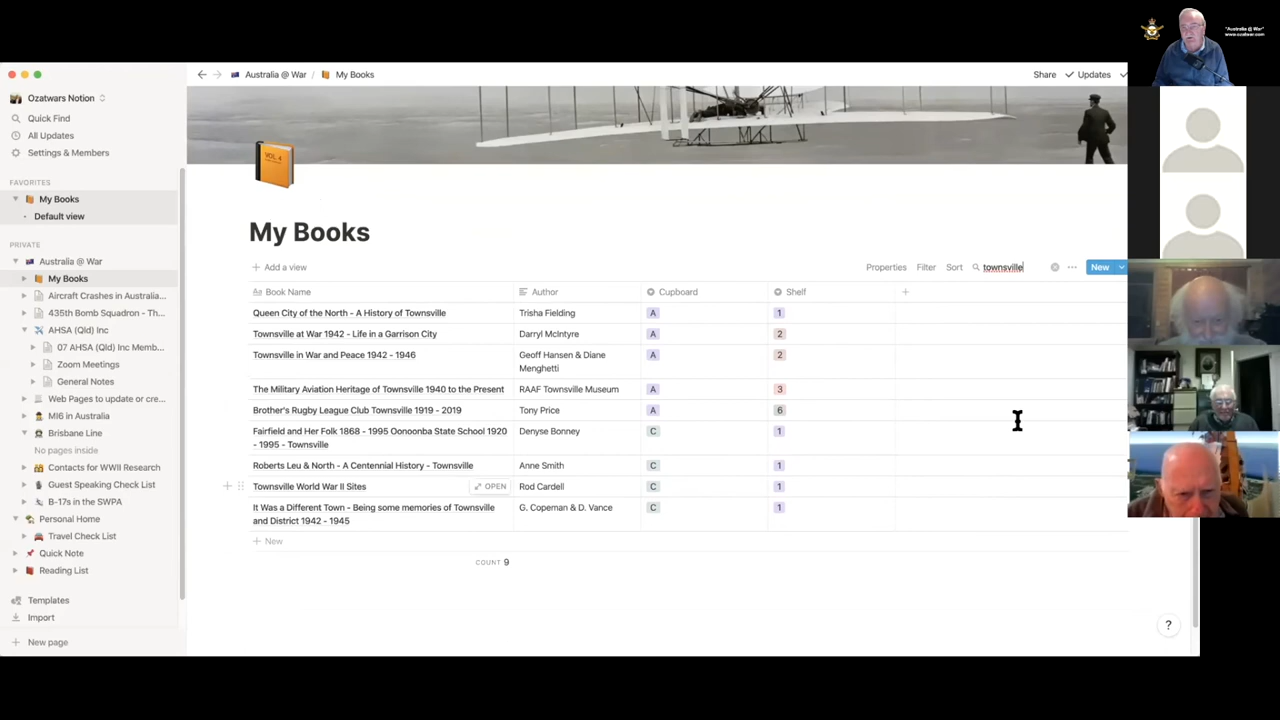 "Australia @ War"
www.ozatwar.com
Ozatwars Notion
Quick Find
All Updates
Settings & Members
FAVORITES
My Books
Default view
PRIVATE
Australia @ War
My Books
Aircraft Crashes in Australia...
435th Bomb Squadron - Th...
AHSA (Qld) Inc
07 AHSA (Qld) Inc Memb...
Zoom Meetings
General Notes
Web Pages to update or cre...
MI6 in Australia
Brisbane Line
No pages inside
Contacts for WWII Research
Guest Speaking Check List
B-17s in the SWPA
Personal Home
Travel Check List
Quick Note
Reading List
Templates
Import
New page
Australia @ War / My Books
Share Updates
VOL. 4
My Books
Add a view
Properties Filter Sort townsville New
Book Name Author Cupboard Shelf
Queen City of the North - A History of Townsville Trisha Fielding A 1
Townsville at War 1942 - Life in a Garrison City Darryl McIntyre A 2
Townsville in War and Peace 1942 - 1946 Geoff Hansen & Diane A 2
Menghetti
The Military Aviation Heritage of Townsville 1940 to the Present RAAF Townsville Museum A 3
Brother's Rugby League Club Townsville 1919 - 2019 Tony Price A 6
Fairfield and Her Folk 1868 - 1995 Oonoonba State School 1920 Denyse Bonney C 1
- 1995 - Townsville
Roberts Leu & North - A Centennial History - Townsville Anne Smith C 1
Townsville World War II Sites OPEN Rod Cardell C 1
It Was a Different Town - Being some memories of Townsville G. Copeman & D. Vance C 1
and District 1942 - 1945
New
COUNT 9
?